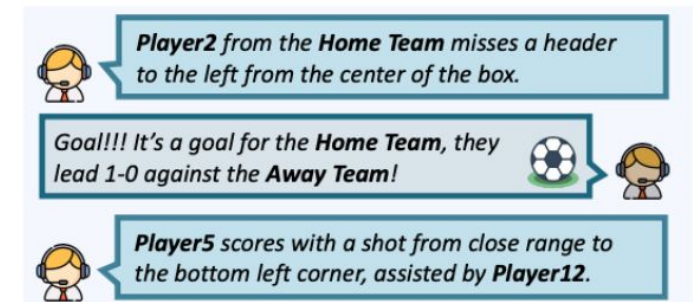 Player2 from the Home Team misses a header
to the left from the center of the box.
Goal!!! It's a goal for the Home Team, they
lead 1-0 against the Away Team!
Player5 scores with a shot from close range to
the bottom left corner, assisted by Player12.